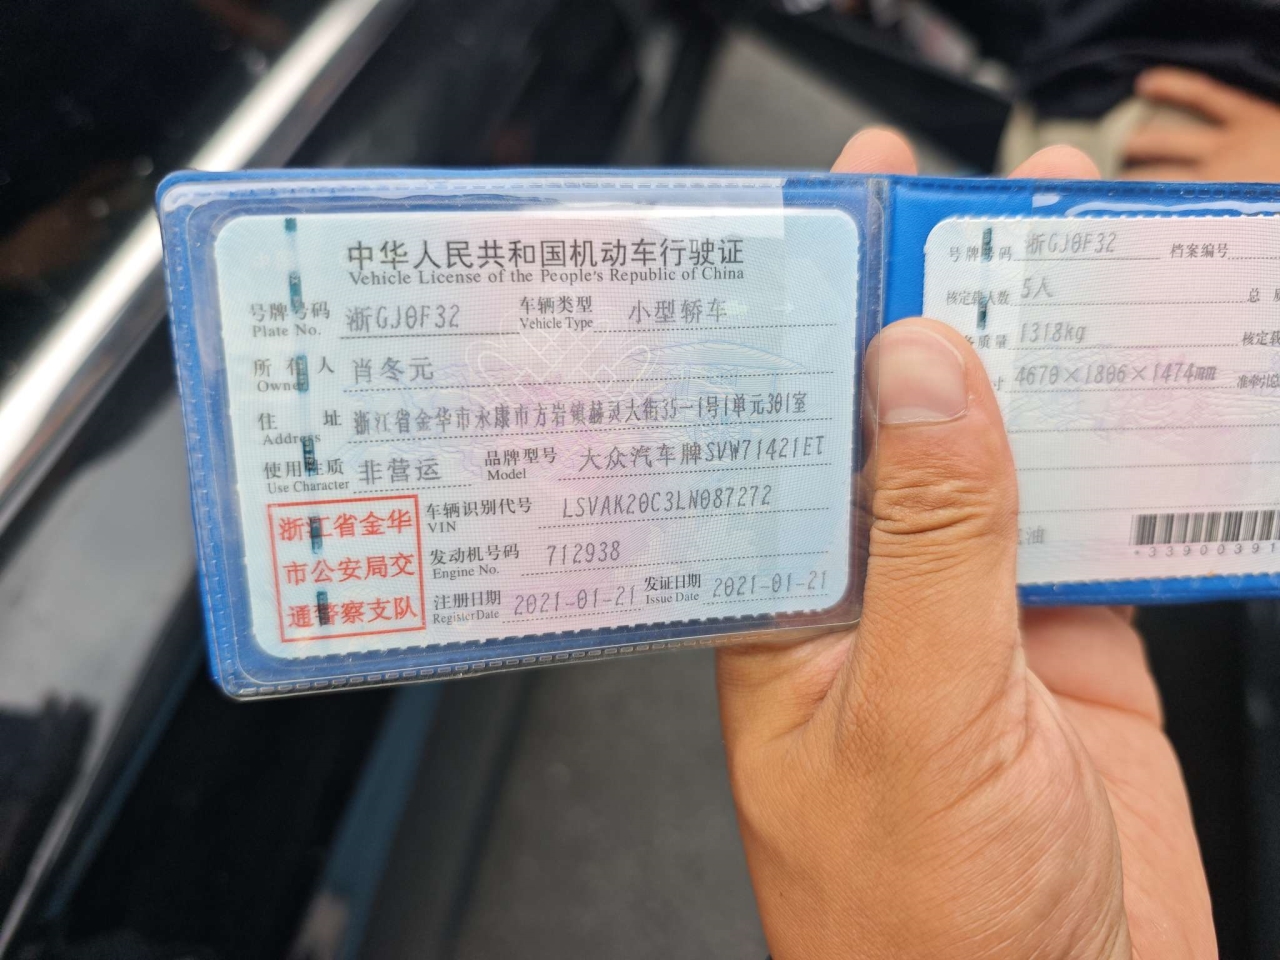 中华人民共和国机动车行驶证
Vehicle License of the People's Republic of China
号牌号码 浙GJ0F32 车辆类型 小型轿车
Plate No. Vehicle Type
所有人 肖冬元
Owner
住址 浙江省金华市永康市方岩镇赫灵大街35-1号1单元301室
Address
使用性质 非营运 品牌型号 大众汽车牌SVW71421ET
Use Character Model
浙江省金华
市公安局交
通警察支队
车辆识别代号 LSVAK20C3LN087272
VIN
发动机号码 712938
Engine No.
注册日期 2021-01-21 发证日期 2021-01-21
Register Date Issue Date
号牌号码 浙GJ0F32 档案编号
核定载人数 5人 总
质量 1318kg 核定载
寸 4670×1806×1474mm 准牵引总
油
*33900391